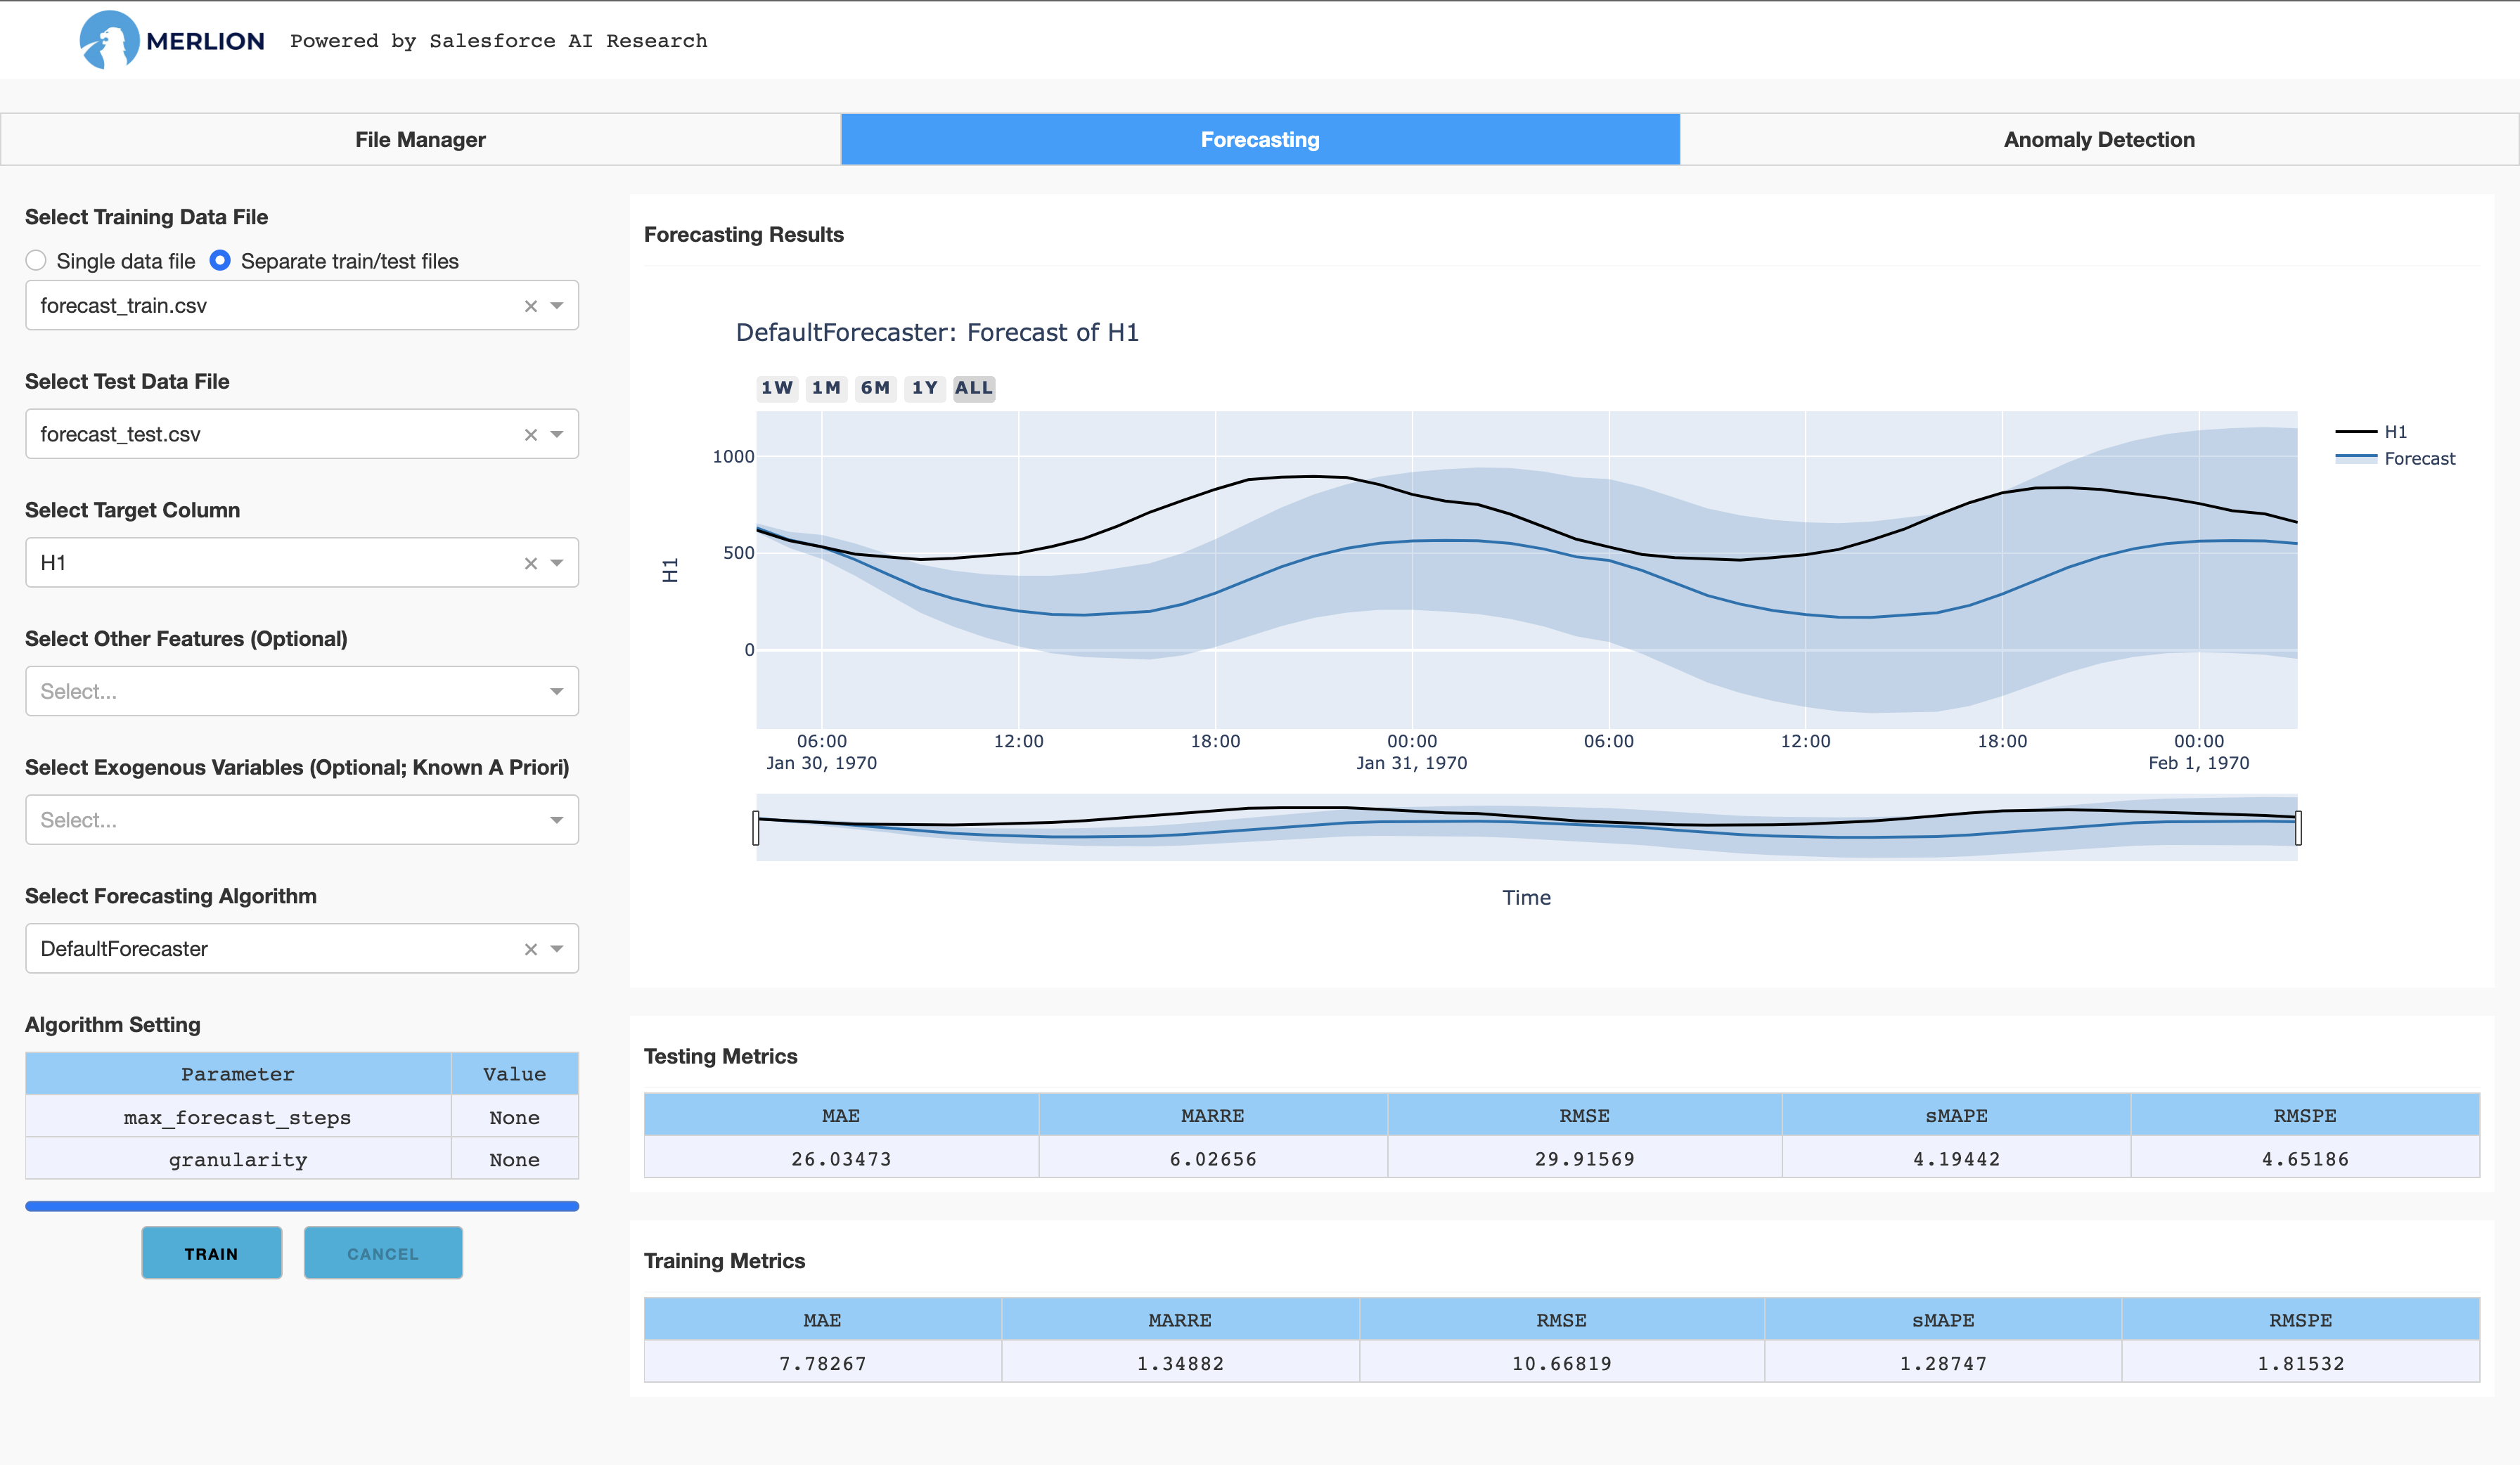 MERLION Powered by Salesforce AI Research
File Manager Forecasting Anomaly Detection
Select Training Data File
Single data file Separate train/test files
forecast_train.csv
Select Test Data File
forecast_test.csv
Select Target Column
H1
Select Other Features (Optional)
Select...
Select Exogenous Variables (Optional; Known A Priori)
Select...
Select Forecasting Algorithm
DefaultForecaster
Algorithm Setting
Parameter Value
max_forecast_steps None
granularity None
TRAIN CANCEL
Forecasting Results
DefaultForecaster: Forecast of H1
1W 1M 6M 1Y ALL
1000
500
0
H1
H1
Forecast
06:00 12:00 18:00 00:00 06:00 12:00 18:00 00:00
Jan 30, 1970 Jan 31, 1970 Feb 1, 1970
Time
Testing Metrics
MAE MARRE RMSE sMAPE RMSPE
26.03473 6.02656 29.91569 4.19442 4.65186
Training Metrics
MAE MARRE RMSE sMAPE RMSPE
7.78267 1.34882 10.66819 1.28747 1.81532